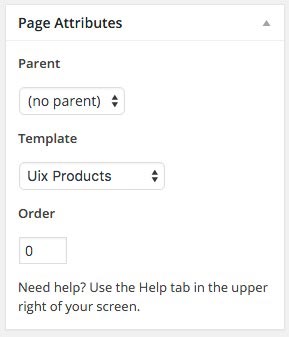 Page Attributes
Parent
(no parent)
Template
Uix Products
Order
0
Need help? Use the Help tab in the upper
right of your screen.